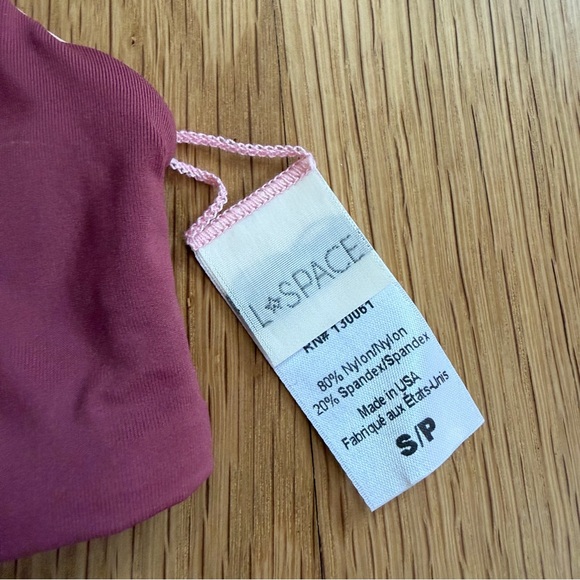 L☆SPACE
RN# 130061
80% Nylon/Nylon
20% Spandex/Spandex
Made in USA
Fabriqué aux États-Unis
S/P